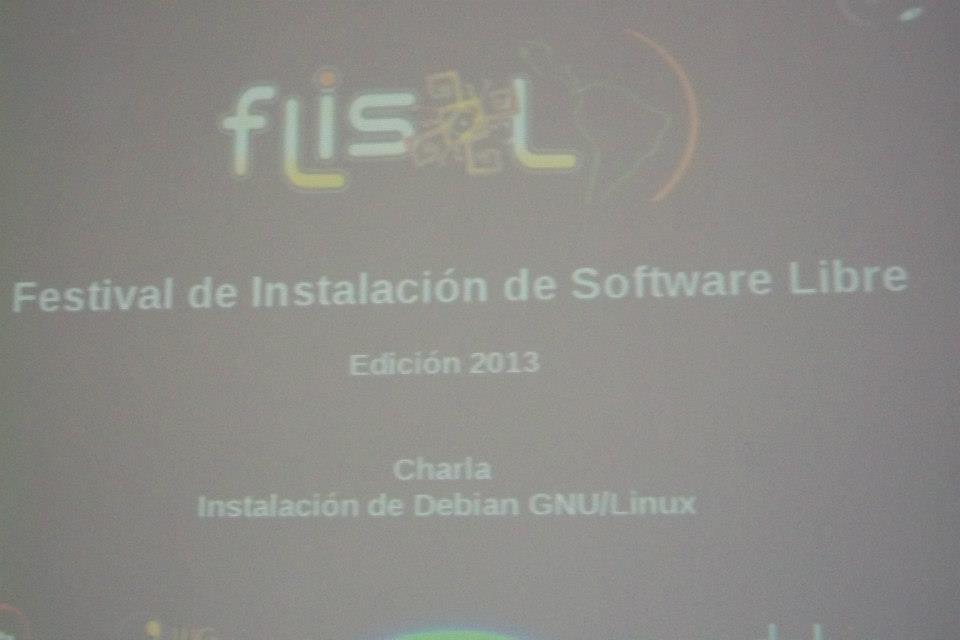 flisol
Festival de Instalación de Software Libre
Edición 2013
Charla
Instalación de Debian GNU/Linux